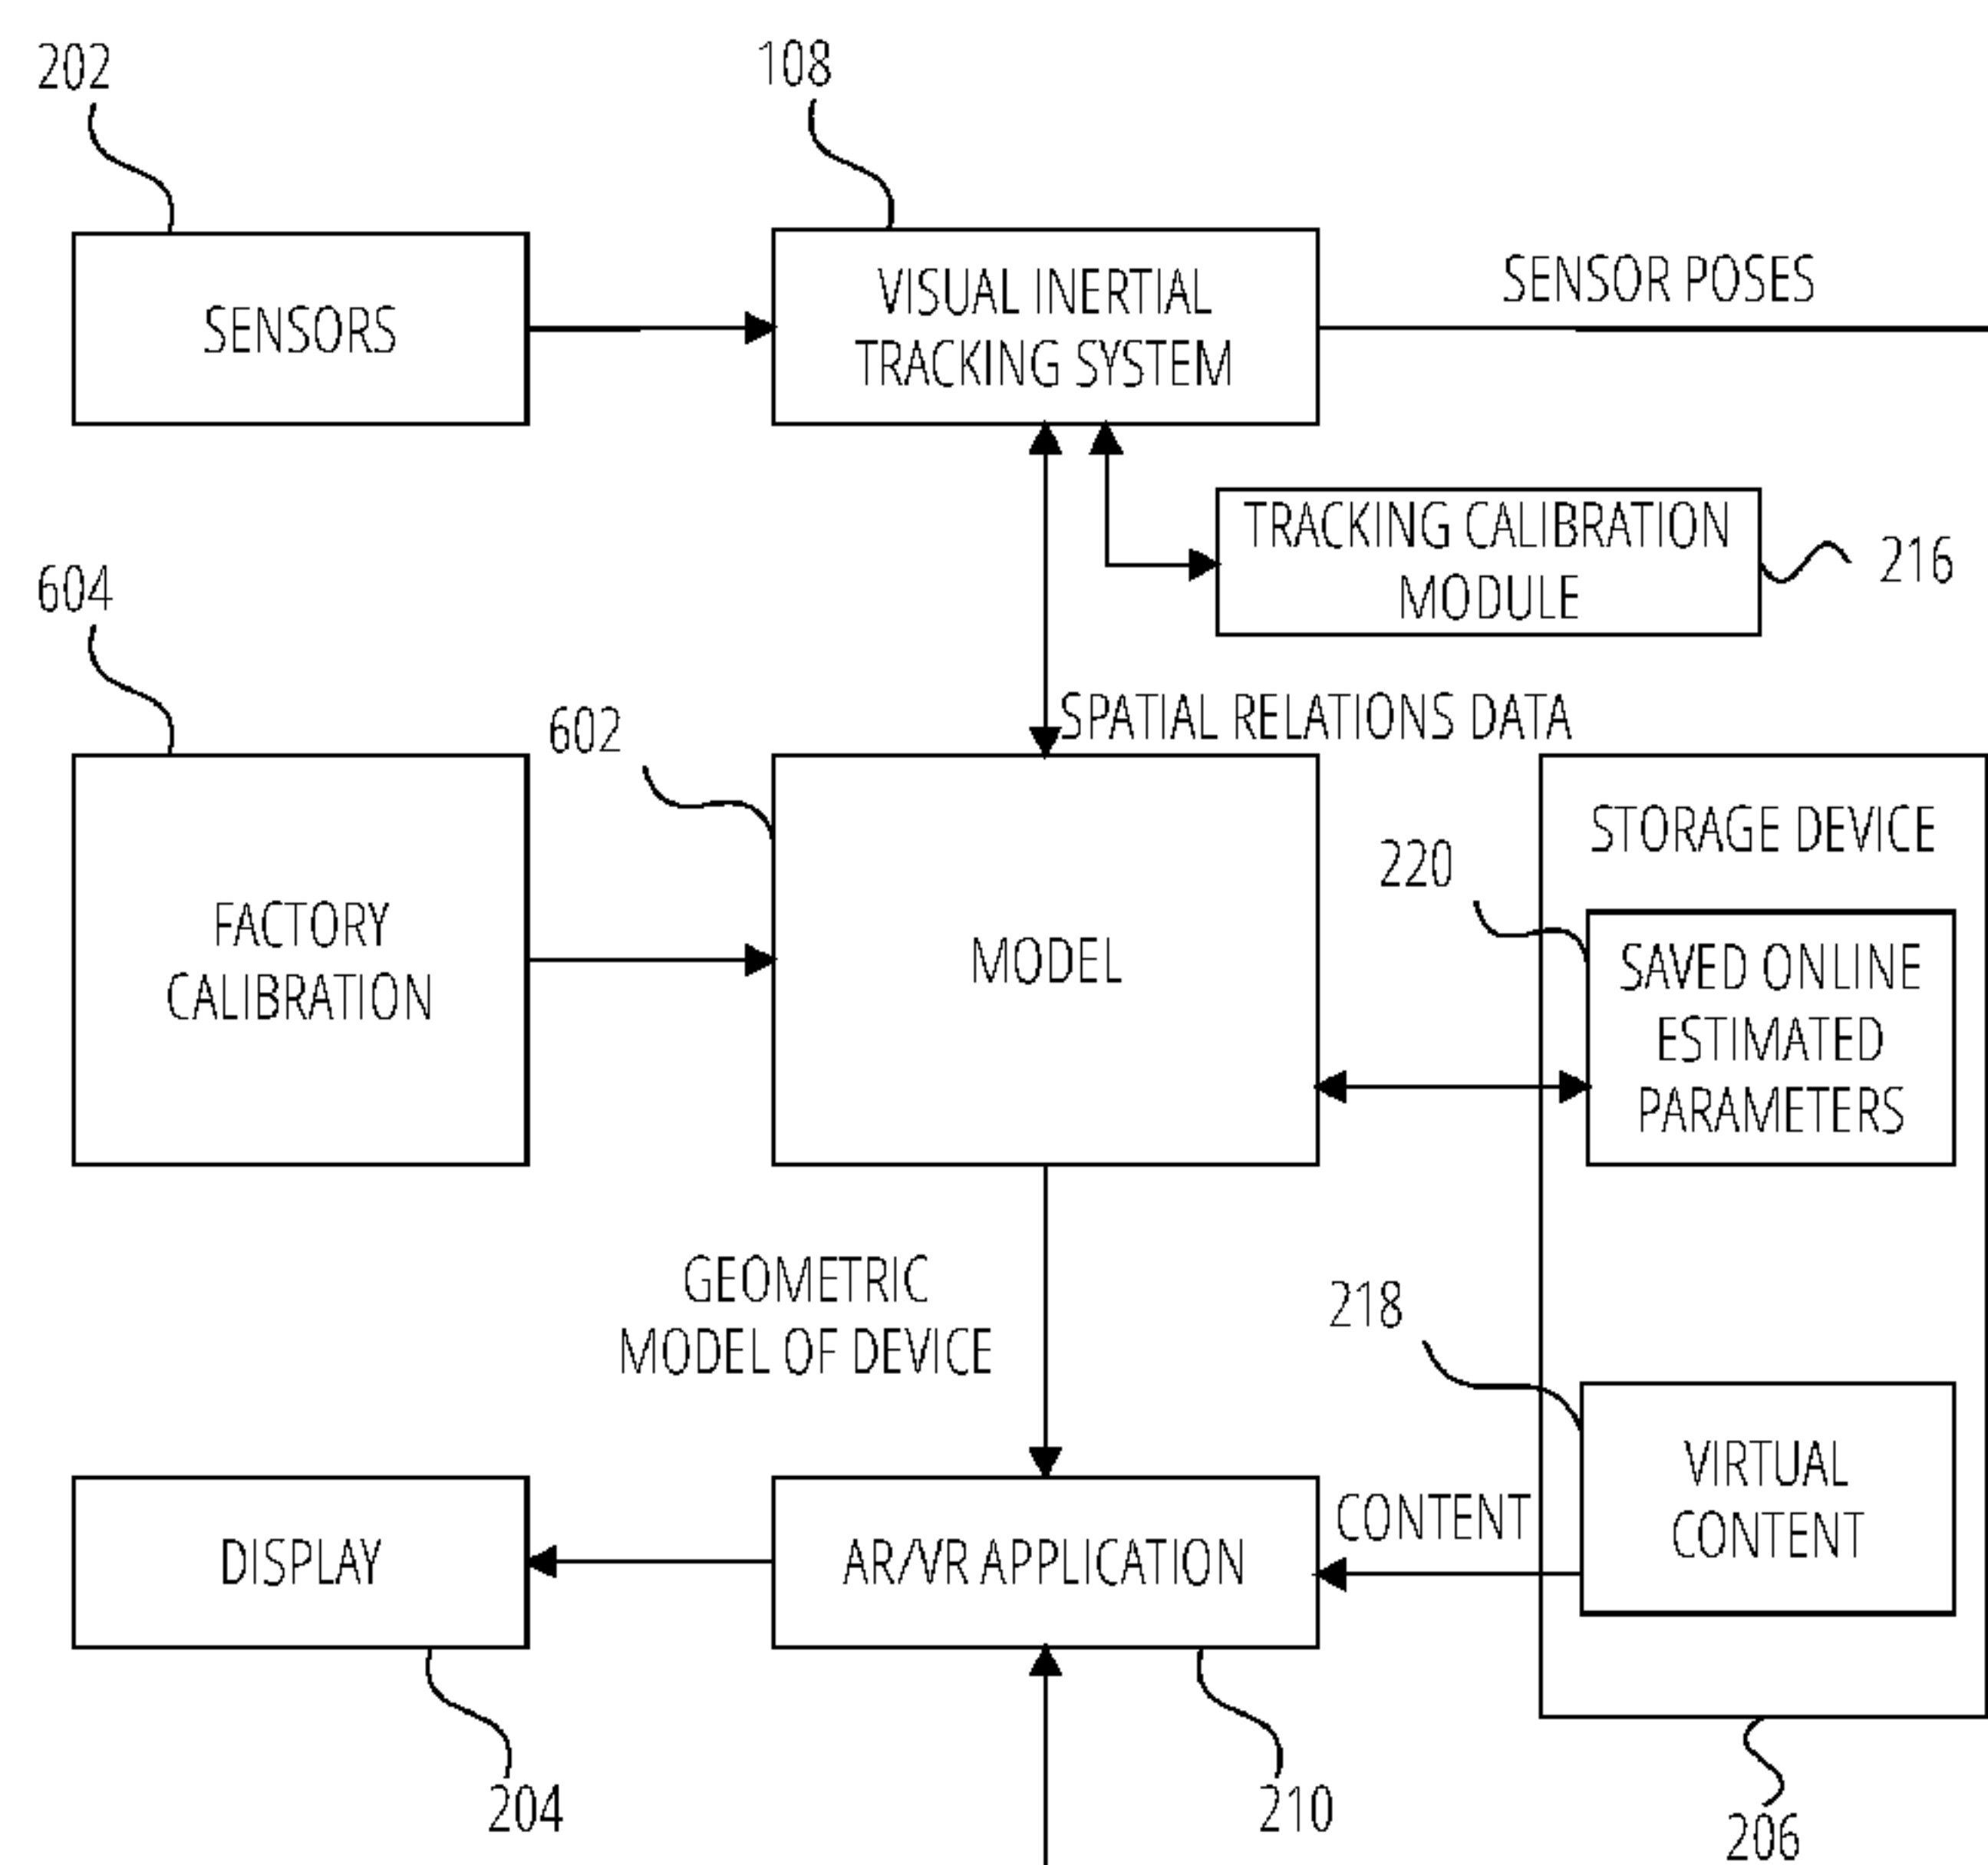 202
108
SENSORS
VISUAL INERTIAL
TRACKING SYSTEM
SENSOR POSES
TRACKING CALIBRATION
MODULE
216
604
602
SPATIAL RELATIONS DATA
FACTORY
CALIBRATION
MODEL
STORAGE DEVICE
220
SAVED ONLINE
ESTIMATED
PARAMETERS
GEOMETRIC
MODEL OF DEVICE
218
VIRTUAL
CONTENT
CONTENT
DISPLAY
AR/VR APPLICATION
204
210
206